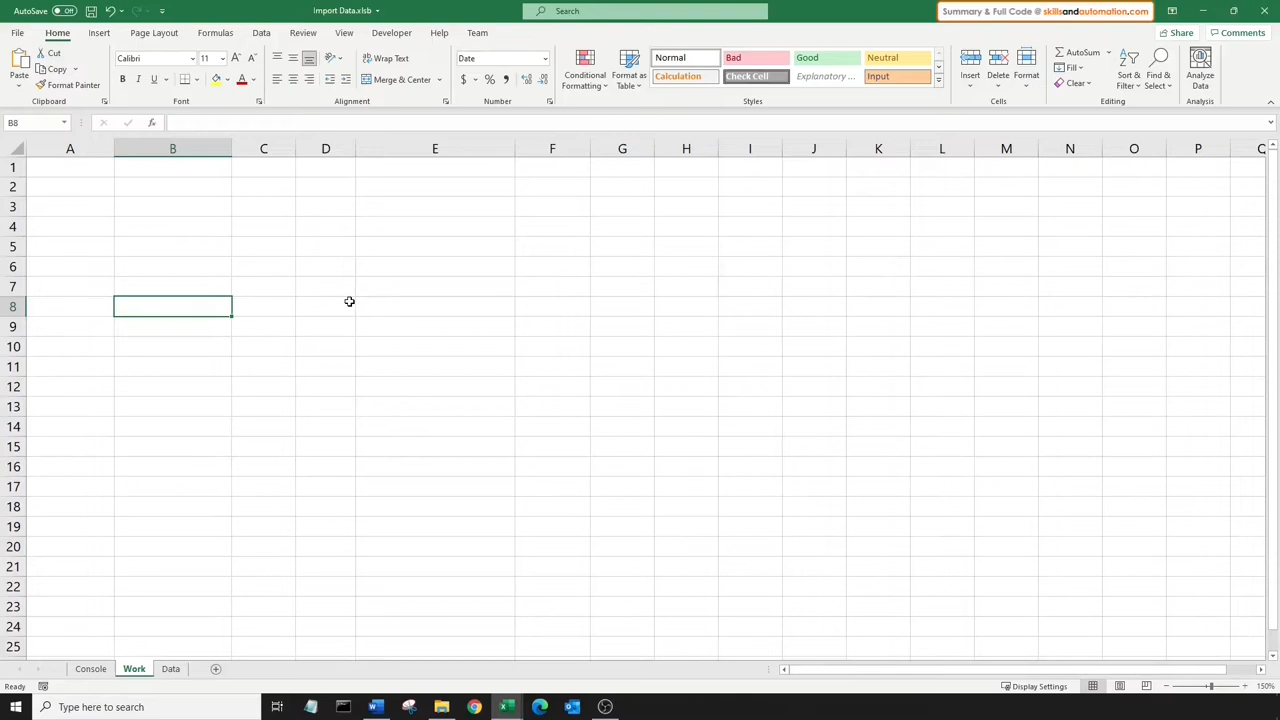 AutoSave Off
Import Data.xlsb
Search
Summary & Full Code @ skillsandautomation.com
File Home Insert Page Layout Formulas Data Review View Developer Help Team
Share Comments
Paste
Cut
Copy
Format Painter
Clipboard
Calibri 11
B I U
Font
Wrap Text
Merge & Center
Alignment
Date
$ % ,
Number
Conditional Formatting
Format as Table
Normal Bad Good Neutral
Calculation Check Cell Explanatory ... Input
Styles
Insert Delete Format
Cells
AutoSum
Fill
Clear
Sort & Filter
Find & Select
Editing
Analyze Data
Analysis
B8
fx
A B C D E F G H I J K L M N O P Q
1
2
3
4
5
6
7
8
9
10
11
12
13
14
15
16
17
18
19
20
21
22
23
24
25
Console Work Data
Ready
Display Settings
150%
Type here to search